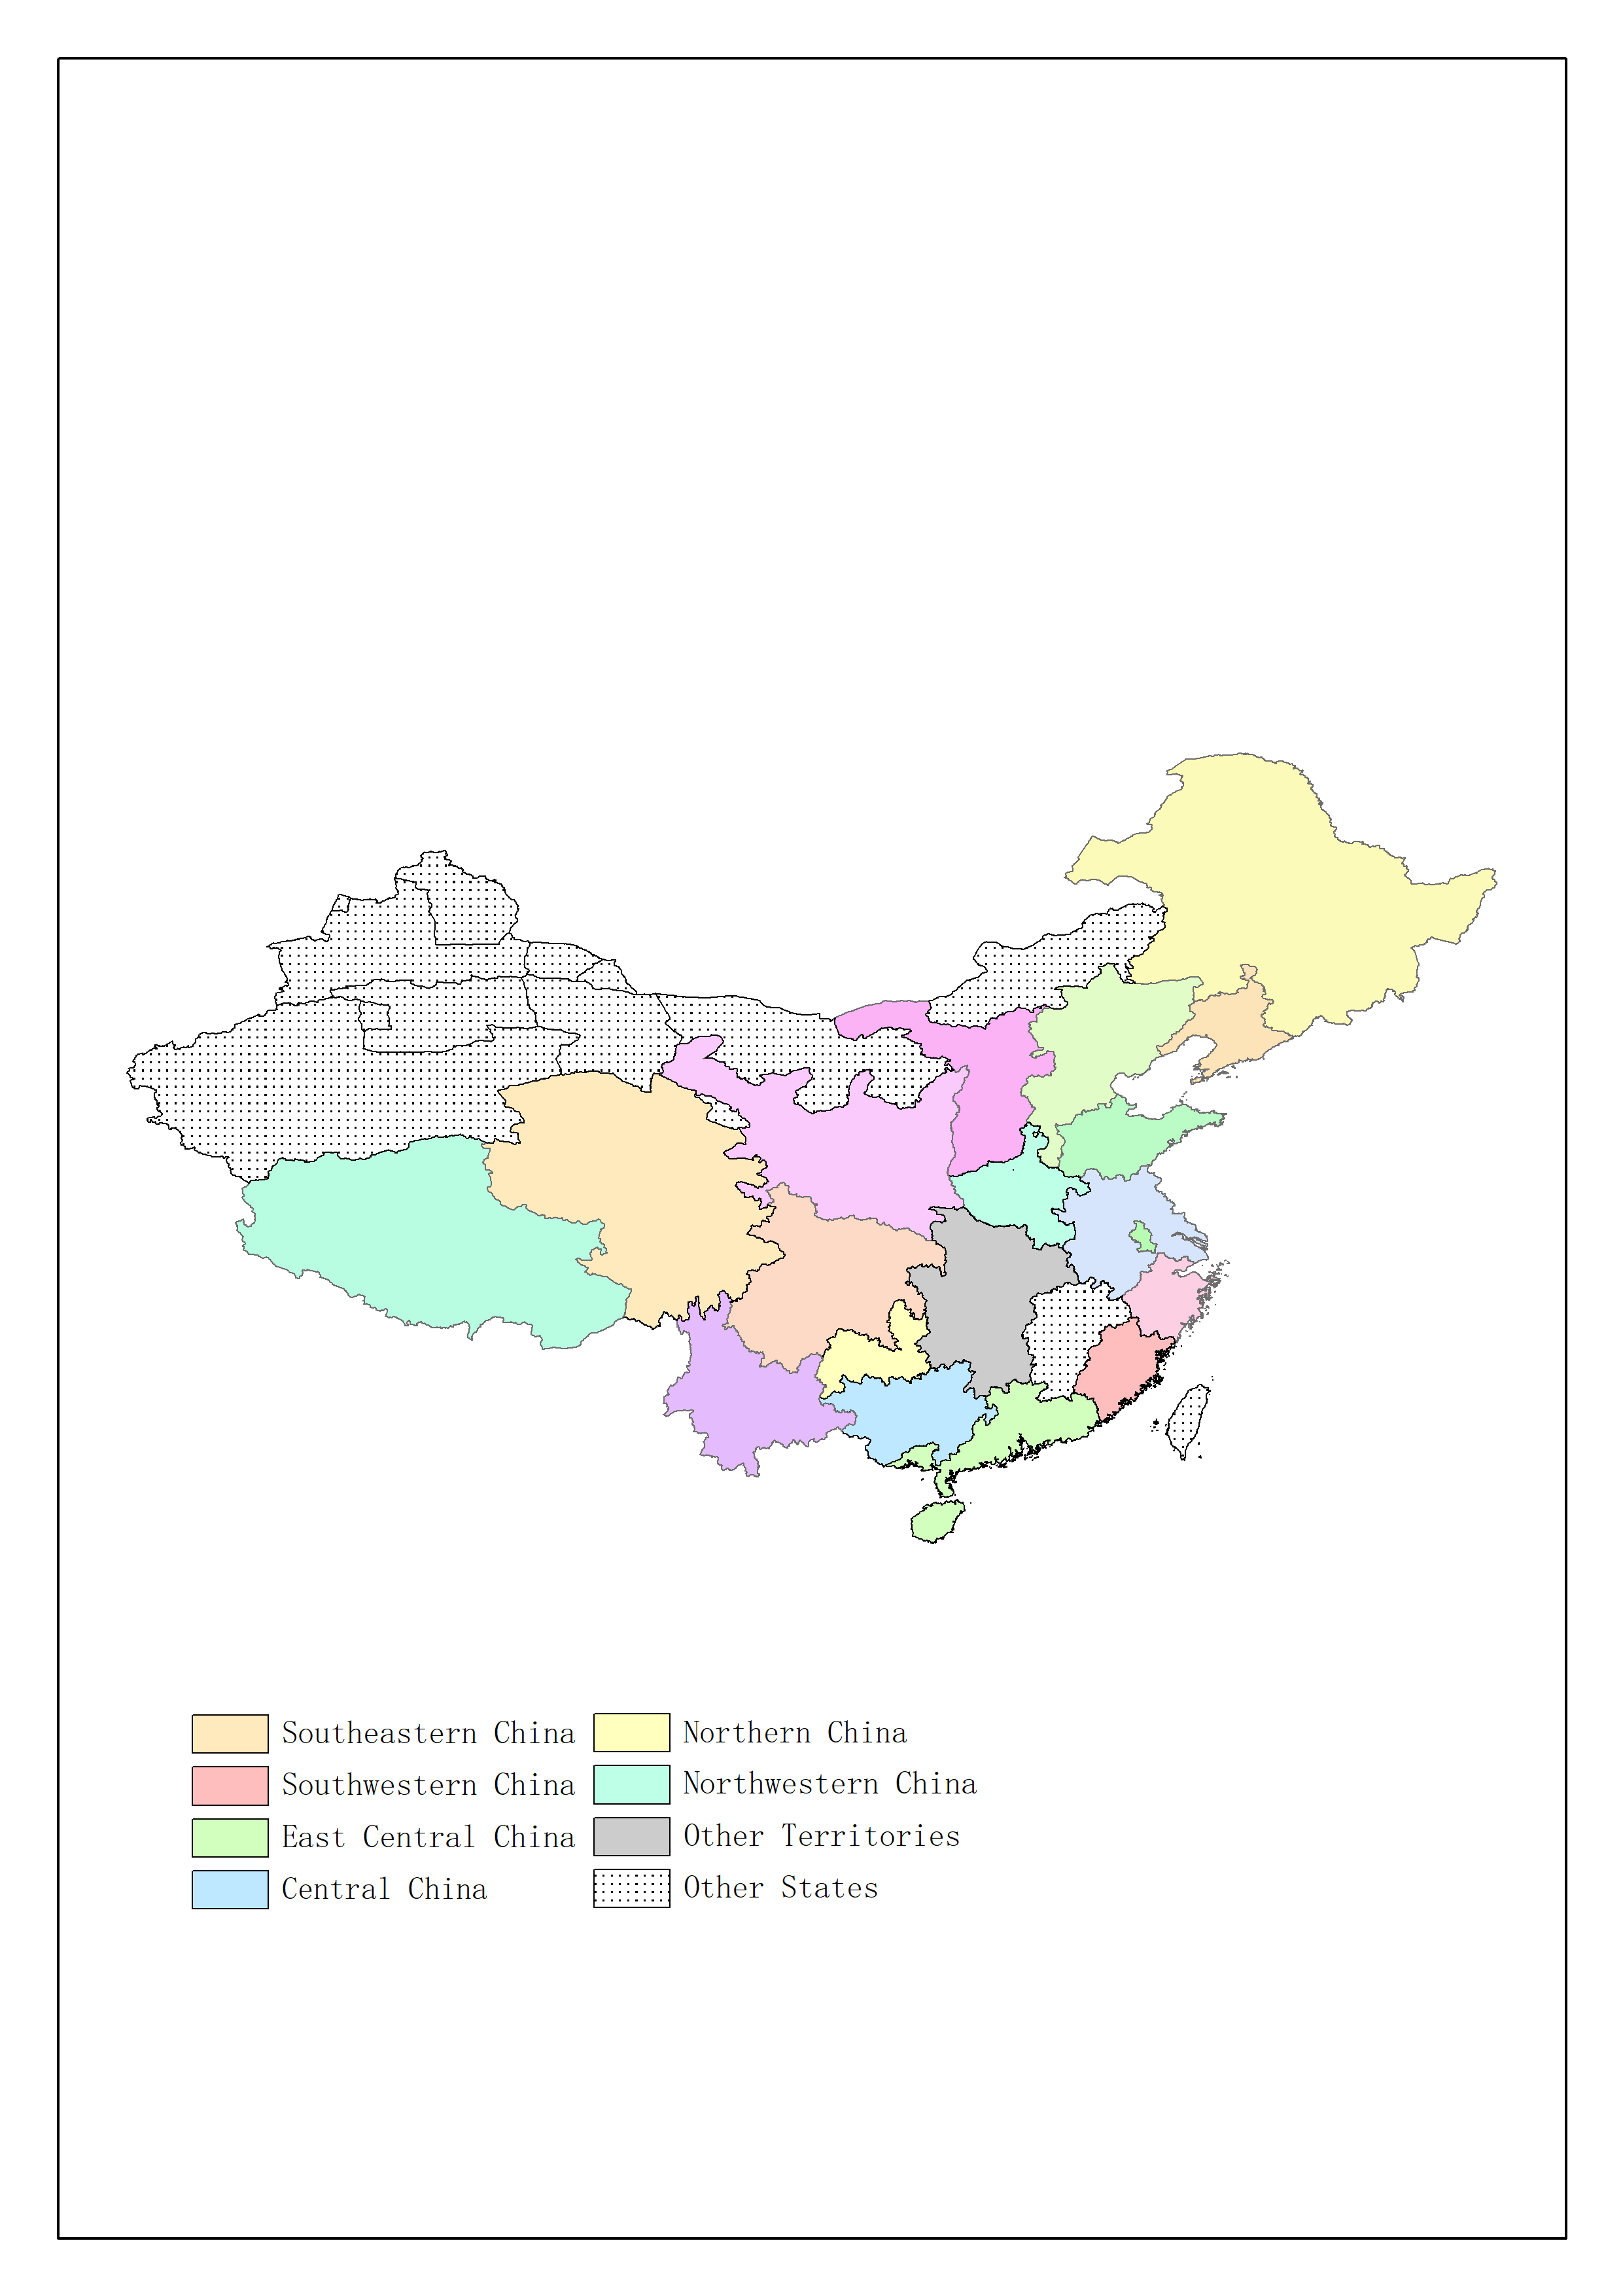 Southeastern China
Southwestern China
East Central China
Central China
Northern China
Northwestern China
Other Territories
Other States